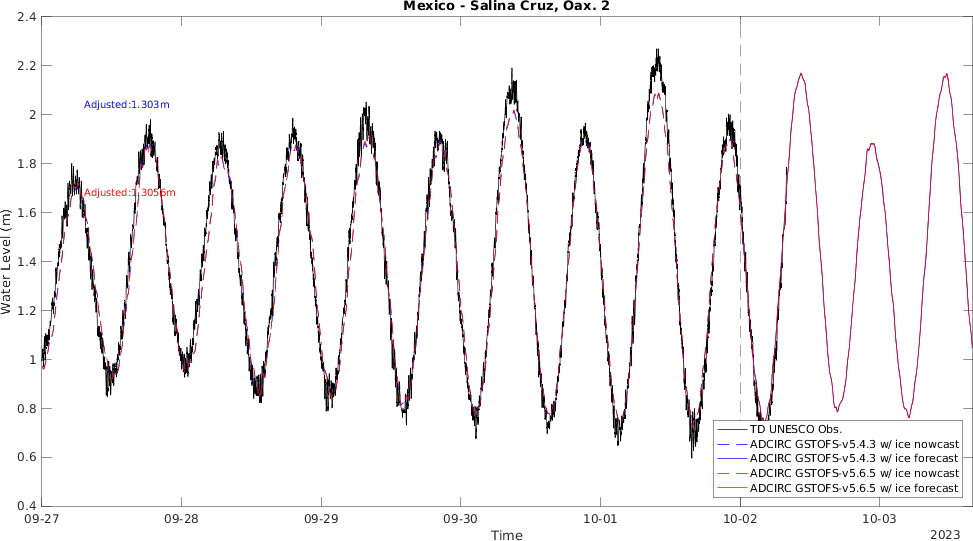 Mexico - Salina Cruz, Oax. 2
2.4
2.2
2
1.8
1.6
1.4
1.2
1
0.8
0.6
0.4
Water Level (m)
Adjusted:1.303m
Adjusted:1.3056m
TD UNESCO Obs.
ADCIRC GSTOFS-v5.4.3 w/ ice nowcast
ADCIRC GSTOFS-v5.4.3 w/ ice forecast
ADCIRC GSTOFS-v5.6.5 w/ ice nowcast
ADCIRC GSTOFS-v5.6.5 w/ ice forecast
09-27 09-28 09-29 09-30 10-01 10-02 10-03
Time
2023